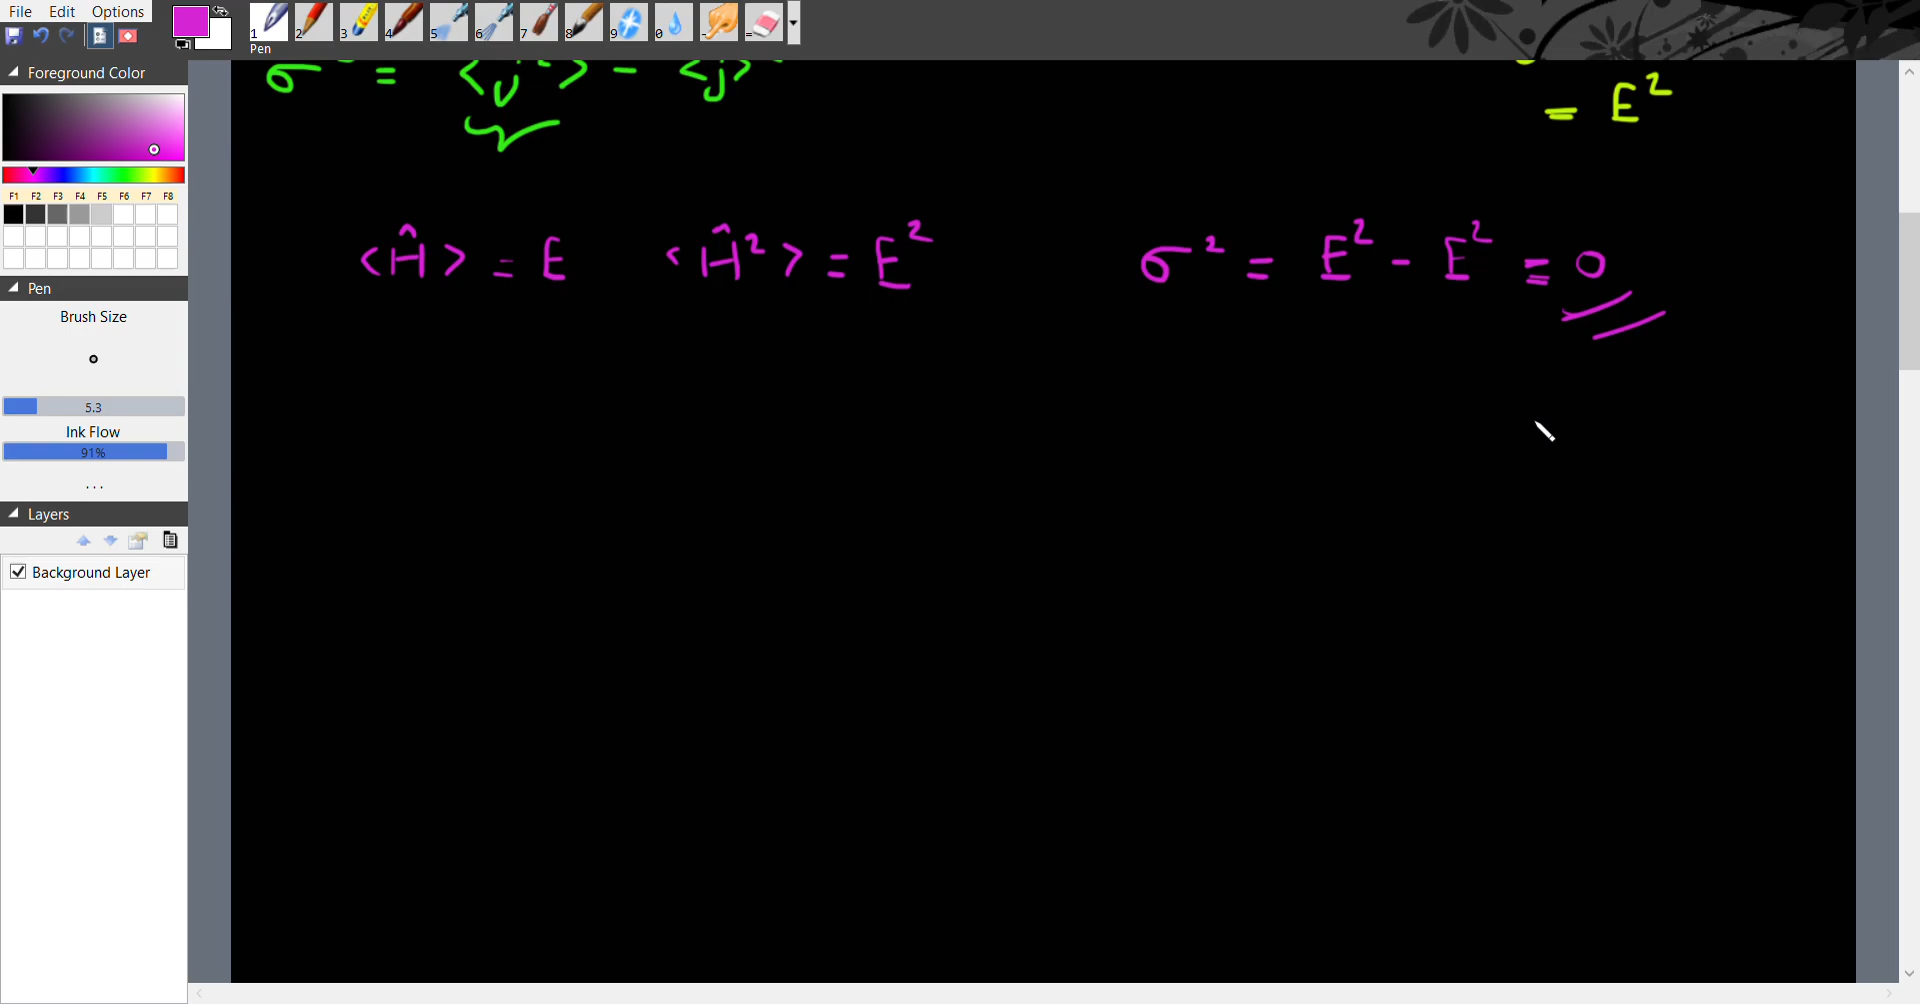 File Edit Options
1 2 3 4 5 6 7 8 9 0 - =
Pen
Foreground Color
F1 F2 F3 F4 F5 F6 F7 F8
Pen
Brush Size
5.3
Ink Flow
91%
...
Layers
Background Layer
σ² = <j²> - <j>²
= E²
<Ĥ> = E <Ĥ²> = E² σ² = E² - E² = 0